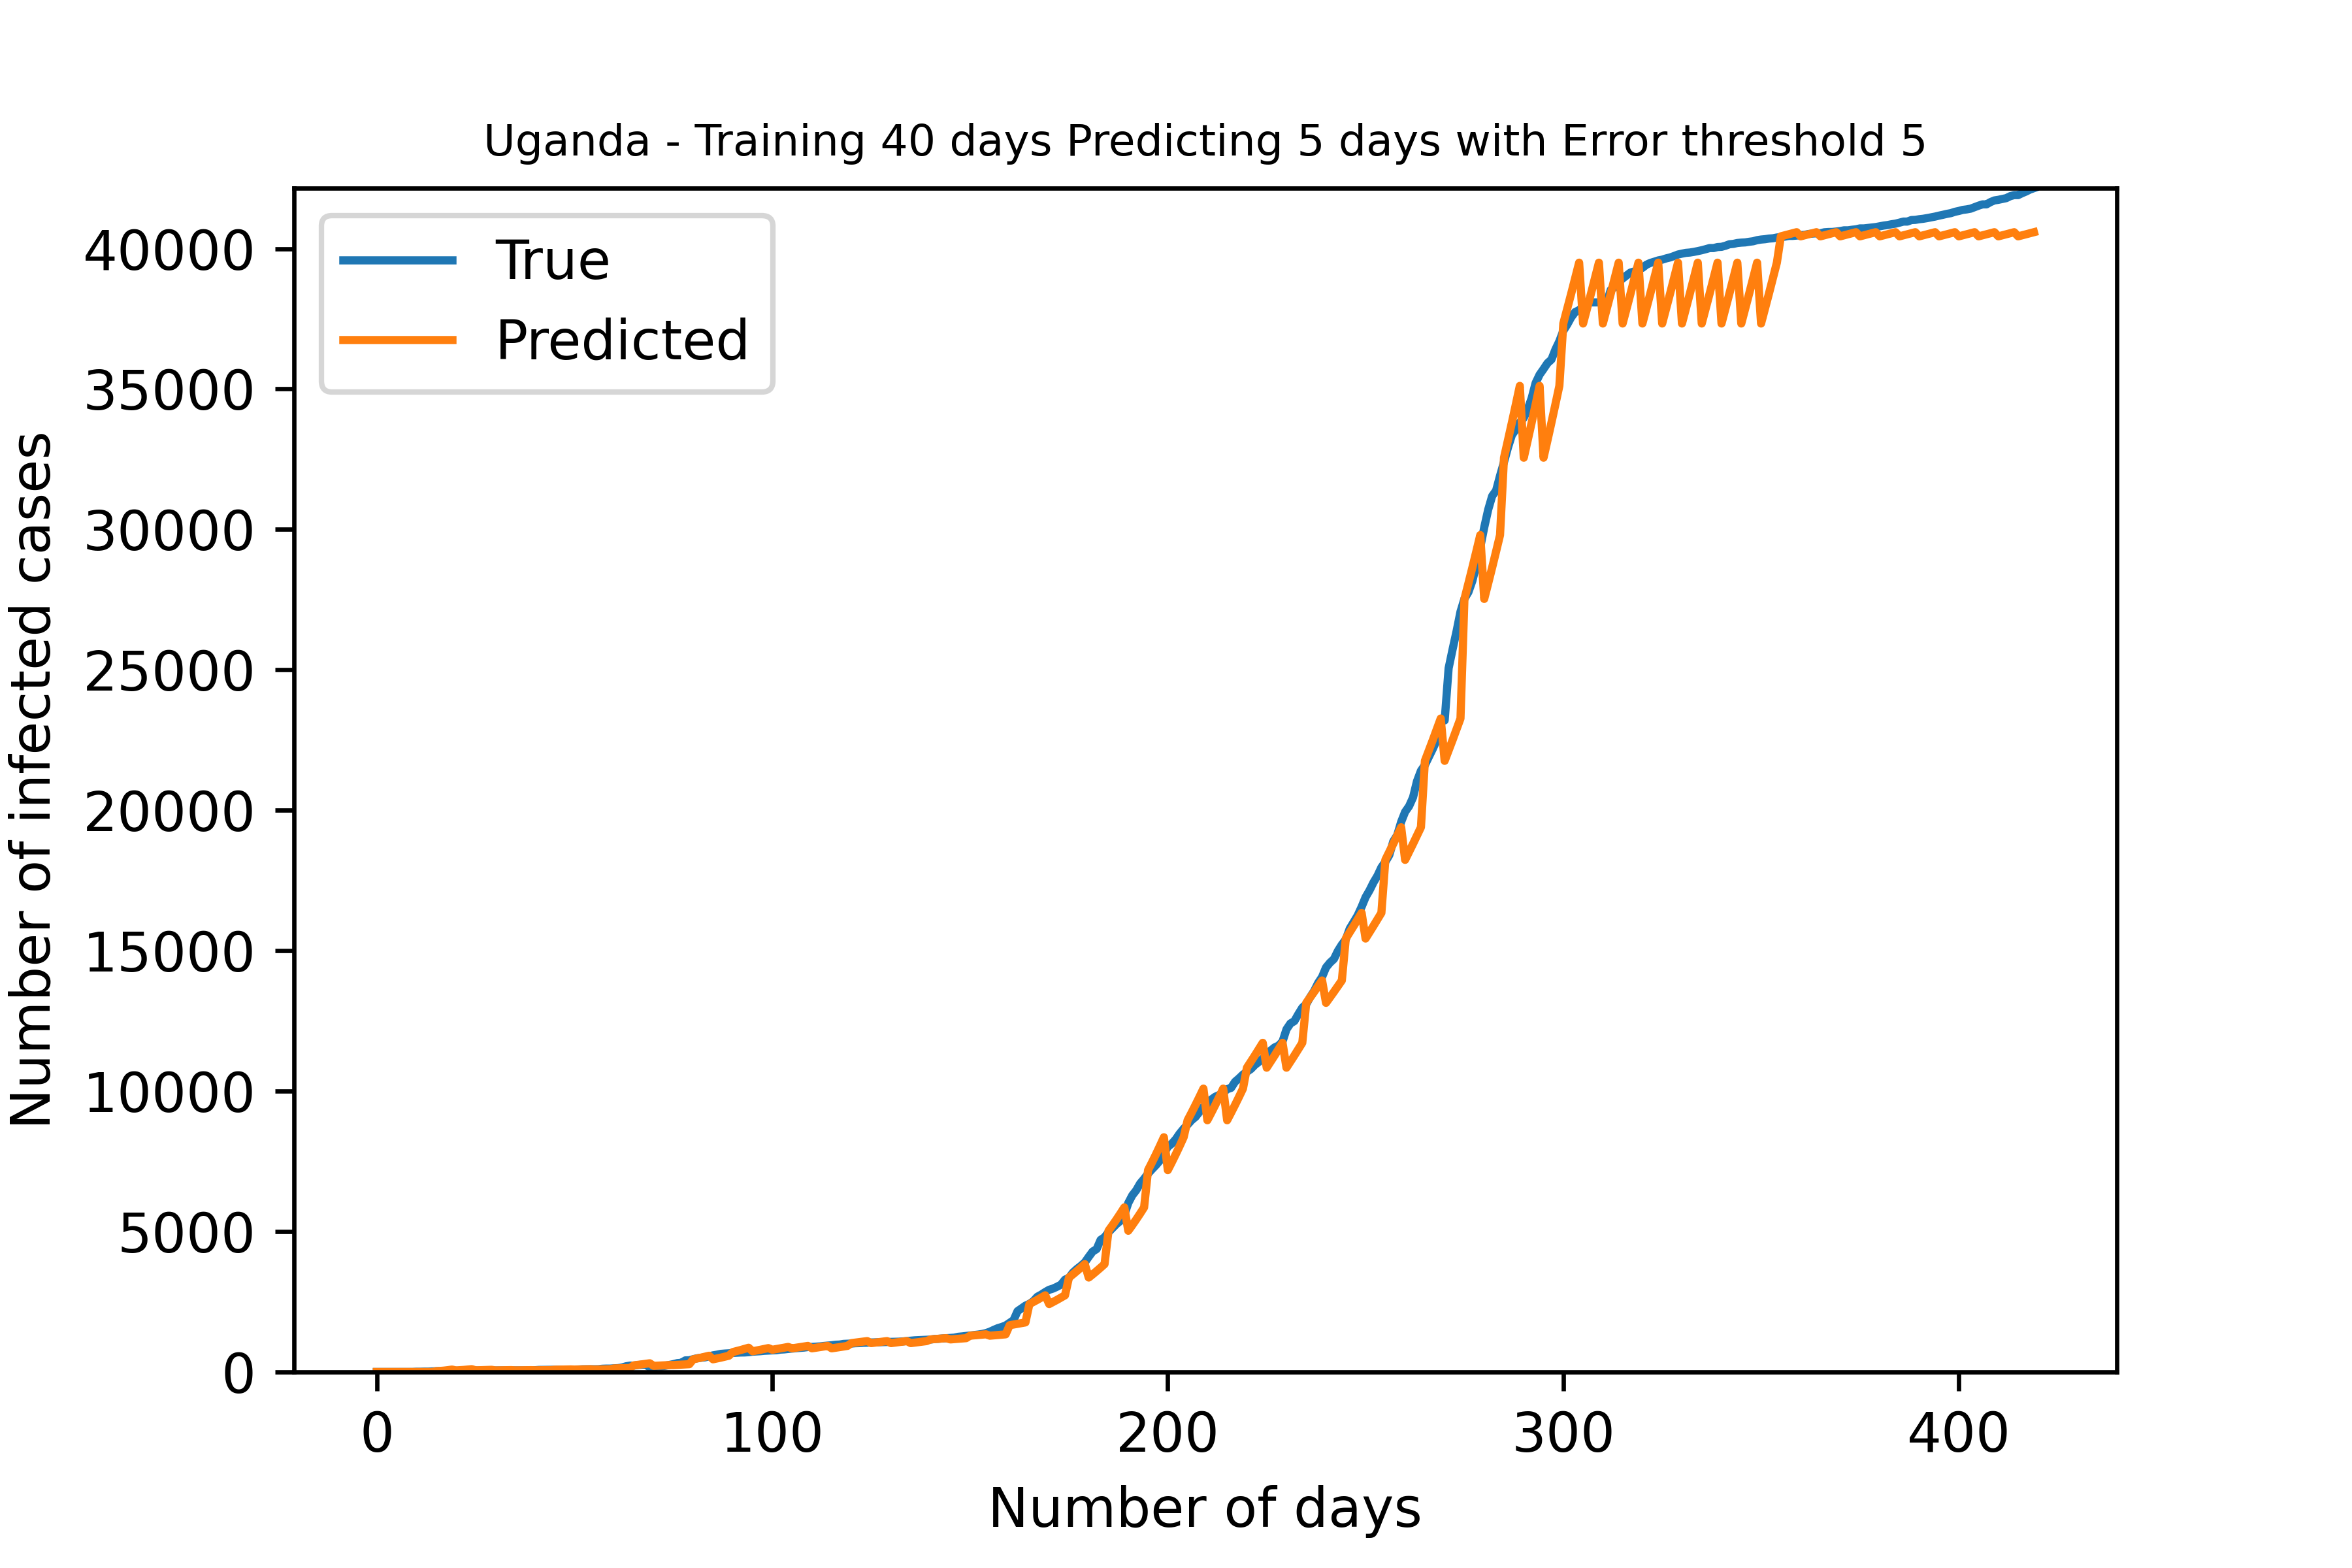 Uganda - Training 40 days Predicting 5 days with Error threshold 5
True
Predicted
40000
35000
30000
25000
20000
15000
10000
5000
0
Number of infected cases
0 100 200 300 400
Number of days